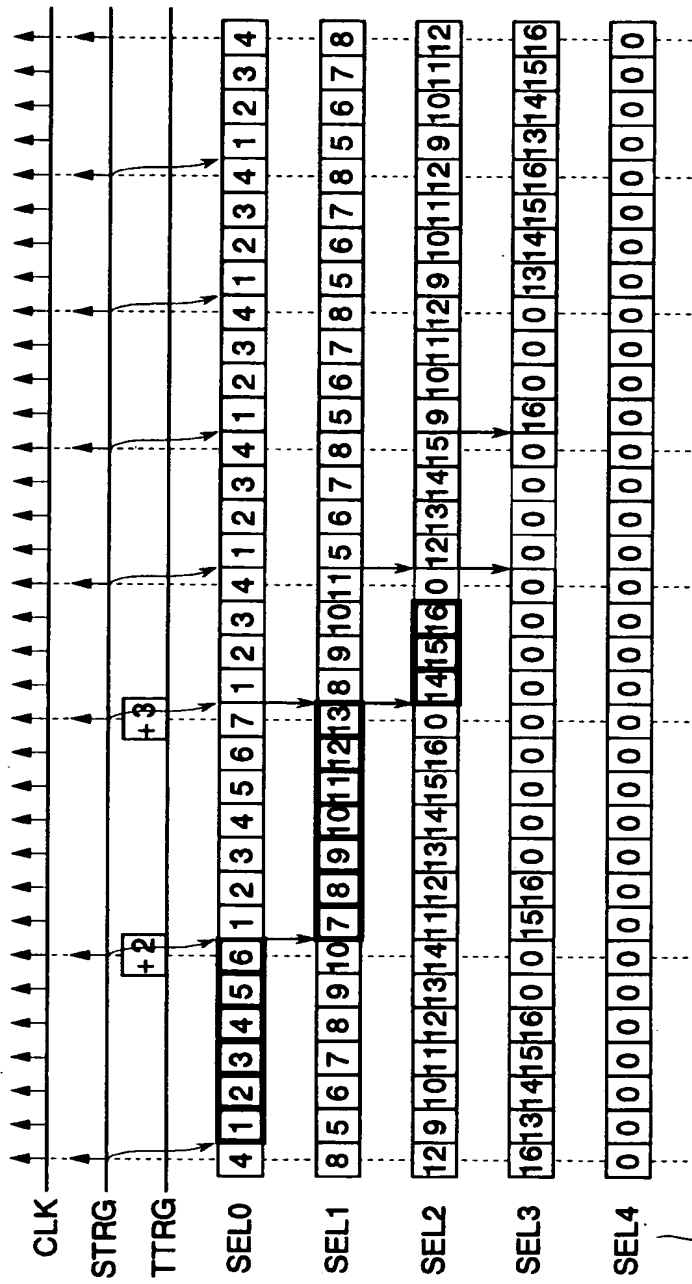 CLK
STRG
TTRG +2 +3
SEL0 4 1 2 3 4 5 6 1 2 3 4 5 6 7 1 2 3 4 1 2 3 4 1 2 3 4 1 2 3 4 1 2 3 4
SEL1 8 5 6 7 8 9 10 7 8 9 10 11 12 13 8 9 10 11 5 6 7 8 5 6 7 8 5 6 7 8 5 6 7 8
SEL2 12 9 10 11 12 13 14 11 12 13 14 15 16 0 14 15 16 0 12 13 14 15 9 10 11 12 9 10 11 12 9 10 11 12
SEL3 16 13 14 15 16 0 0 15 16 0 0 0 0 0 0 0 0 0 0 0 0 0 16 0 0 0 13 14 15 16 13 14 15 16
SEL4 0 0 0 0 0 0 0 0 0 0 0 0 0 0 0 0 0 0 0 0 0 0 0 0 0 0 0 0 0 0 0 0 0 0